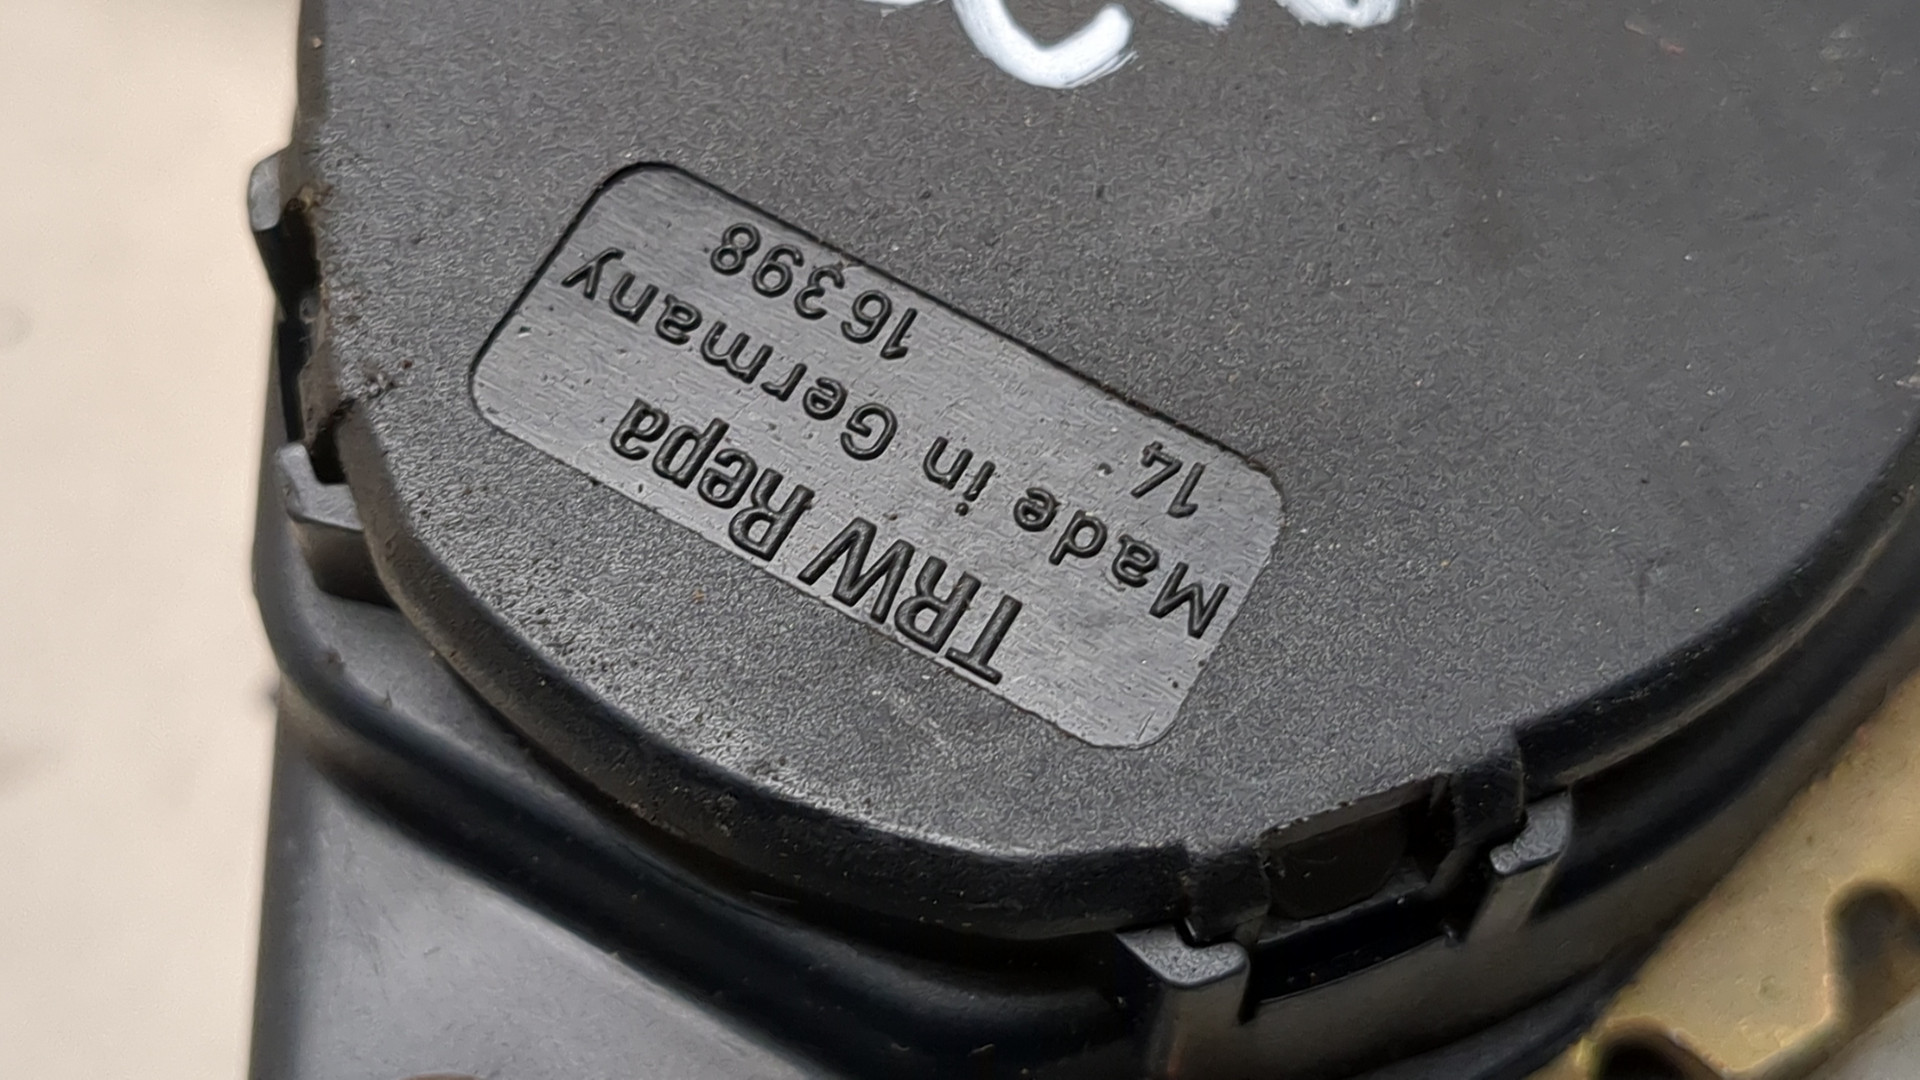 TRW Repa
Made in Germany
14 16398